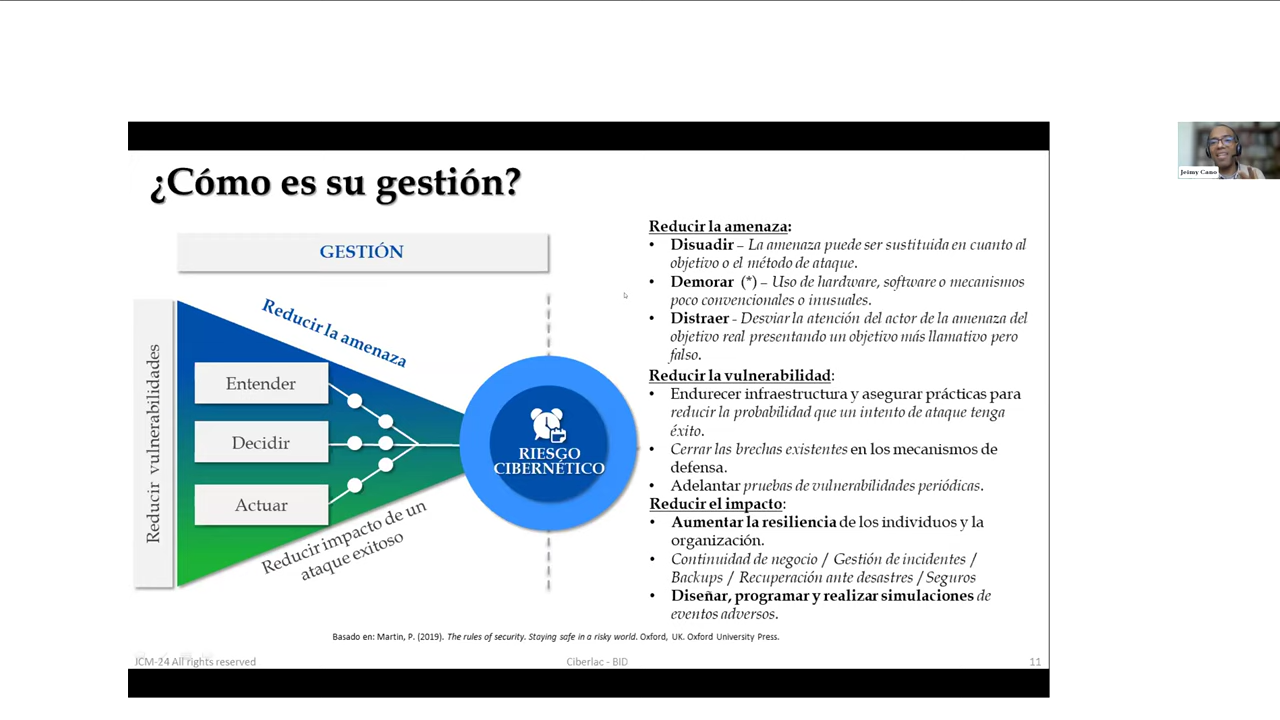 ¿Cómo es su gestión?
GESTIÓN
Reducir vulnerabilidades
Reducir la amenaza
Entender
Decidir
Actuar
Reducir impacto de un
ataque exitoso
RIESGO
CIBERNÉTICO
Reducir la amenaza:
• Disuadir – La amenaza puede ser sustituida en cuanto al
objetivo o el método de ataque.
• Demorar (*) – Uso de hardware, software o mecanismos
poco convencionales o inusuales.
• Distraer - Desviar la atención del actor de la amenaza del
objetivo real presentando un objetivo más llamativo pero
falso.
Reducir la vulnerabilidad:
• Endurecer infraestructura y asegurar prácticas para
reducir la probabilidad que un intento de ataque tenga
éxito.
• Cerrar las brechas existentes en los mecanismos de
defensa.
• Adelantar pruebas de vulnerabilidades periódicas.
Reducir el impacto:
• Aumentar la resiliencia de los individuos y la
organización.
• Continuidad de negocio / Gestión de incidentes /
Backups / Recuperación ante desastres / Seguros
• Diseñar, programar y realizar simulaciones de
eventos adversos.
Basado en: Martin, P. (2019). The rules of security. Staying safe in a risky world. Oxford, UK. Oxford University Press.
JCM-24 All rights reserved
Ciberlac - BID
11
Jeimy Cano